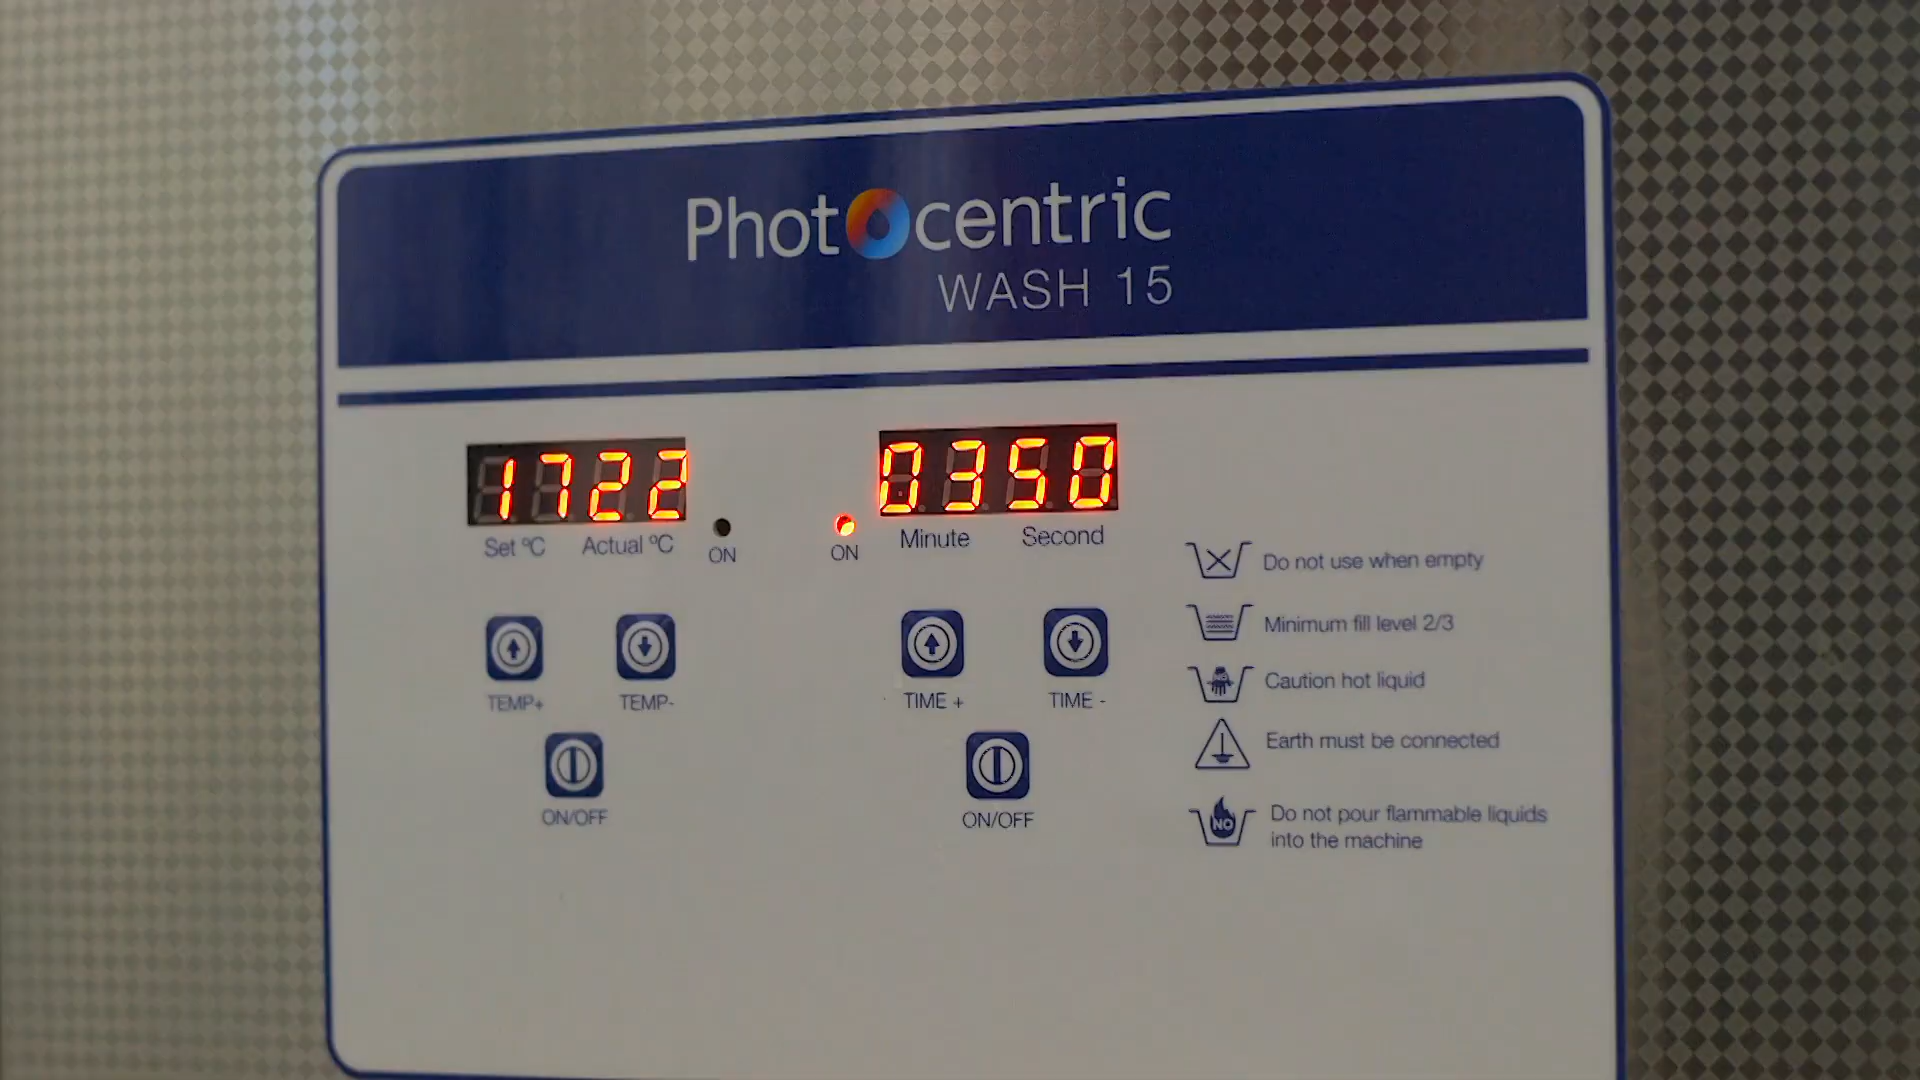 Photocentric
WASH 15
1722
0350
Set ºC Actual ºC ON
ON Minute Second
TEMP+ TEMP-
ON/OFF
TIME + TIME -
ON/OFF
Do not use when empty
Minimum fill level 2/3
Caution hot liquid
Earth must be connected
NO
Do not pour flammable liquids
into the machine